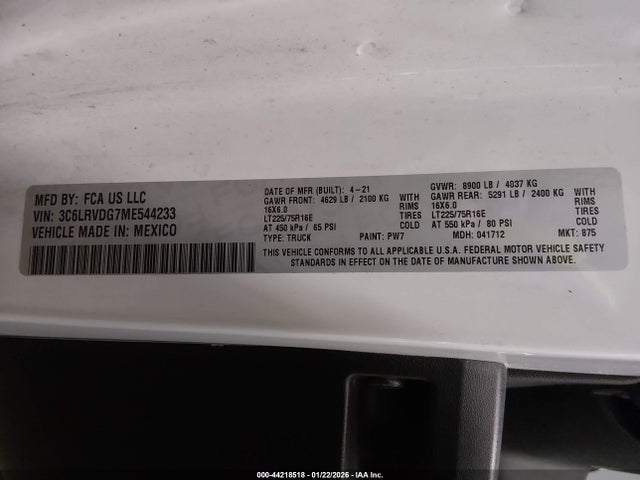 MFD BY: FCA US LLC
VIN: 3C6LRVDG7ME544233
VEHICLE MADE IN: MEXICO
DATE OF MFR (BUILT): 4-21 GVWR: 8900 LB / 4037 KG
GAWR FRONT: 4629 LB / 2100 KG WITH GAWR REAR: 5291 LB / 2400 KG WITH
16X6.0 RIMS 16X6.0 RIMS
LT225/75R16E TIRES LT225/75R16E TIRES
AT 450 kPa / 65 PSI COLD AT 550 kPa / 80 PSI COLD
TYPE: TRUCK PAINT: PW7 MDH: 041712 MKT: 875
THIS VEHICLE CONFORMS TO ALL APPLICABLE U.S.A. FEDERAL MOTOR VEHICLE SAFETY
STANDARDS IN EFFECT ON THE DATE OF MANUFACTURE SHOWN ABOVE.
000-44218518 - 01/22/2026 - IAA Inc.